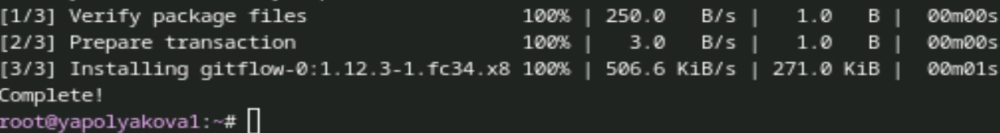 [1/3] Verify package files 100% | 250.0 B/s | 1.0 B | 00m00s
[2/3] Prepare transaction 100% | 3.0 B/s | 1.0 B | 00m00s
[3/3] Installing gitflow-0:1.12.3-1.fc34.x8 100% | 506.6 KiB/s | 271.0 KiB | 00m01s
Complete!
root@yapolyakova1:~#